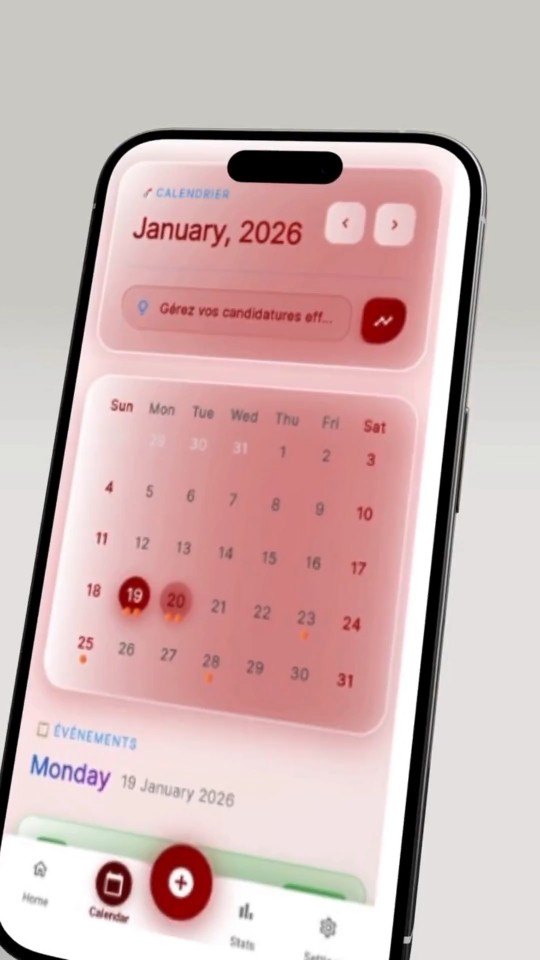 CALENDRIER
January, 2026
Gérez vos candidatures eff...
Sun Mon Tue Wed Thu Fri Sat
29 30 31 1 2 3
4 5 6 7 8 9 10
11 12 13 14 15 16 17
18 19 20 21 22 23 24
25 26 27 28 29 30 31
ÉVÉNEMENTS
Monday 19 January 2026
Home Calendar Stats